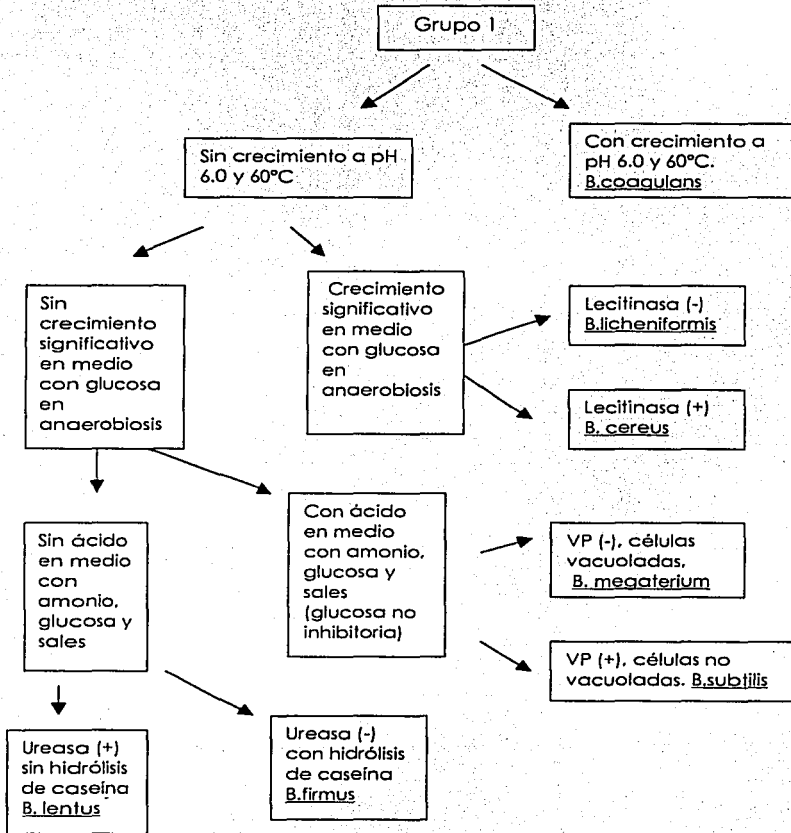 Grupo 1
Sin crecimiento a pH
6.0 y 60°C
Con crecimiento a
pH 6.0 y 60°C.
B.coagulans
Sin
crecimiento
significativo
en medio
con glucosa
en
anaerobiosis
Crecimiento
significativo
en medio
con glucosa
en
anaerobiosis
Lecitinasa (-)
B.licheniformis
Lecitinasa (+)
B. cereus
Sin ácido
en medio
con
amonio,
glucosa y
sales
Con ácido
en medio
con amonio,
glucosa y
sales
(glucosa no
inhibitoria)
VP (-), células
vacuoladas.
B. megaterium
VP (+), células no
vacuoladas. B.subtilis
Ureasa (+)
sin hidrólisis
de caseína
B. lentus
Ureasa (-)
con hidrólisis
de caseína
B.firmus